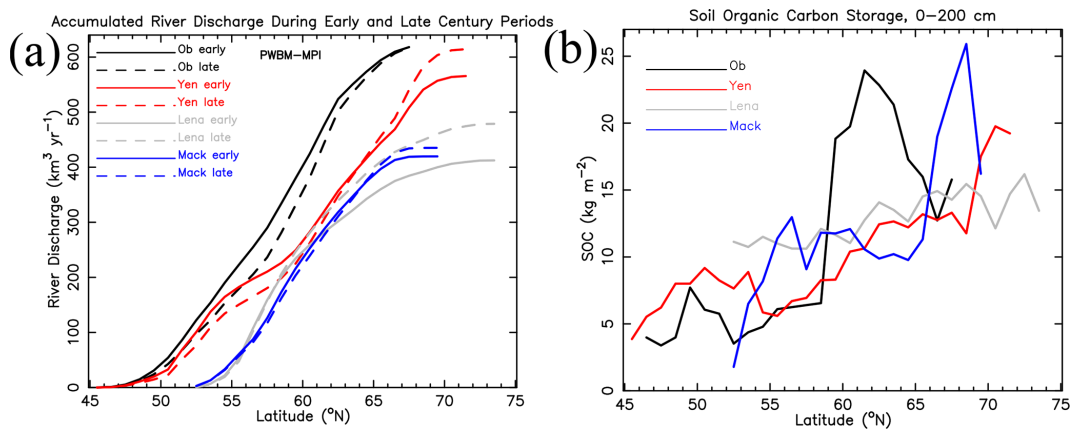 Accumulated River Discharge During Early and Late Century Periods
(a)
PWBM−MPI
Ob early
Ob late
Yen early
Yen late
Lena early
Lena late
Mack early
Mack late
River Discharge (km³ yr⁻¹)
600
500
400
300
200
100
0
45 50 55 60 65 70 75
Latitude (°N)
Soil Organic Carbon Storage, 0−200 cm
(b)
Ob
Yen
Lena
Mack
SOC (kg m⁻²)
25
20
15
10
5
0
45 50 55 60 65 70 75
Latitude (°N)